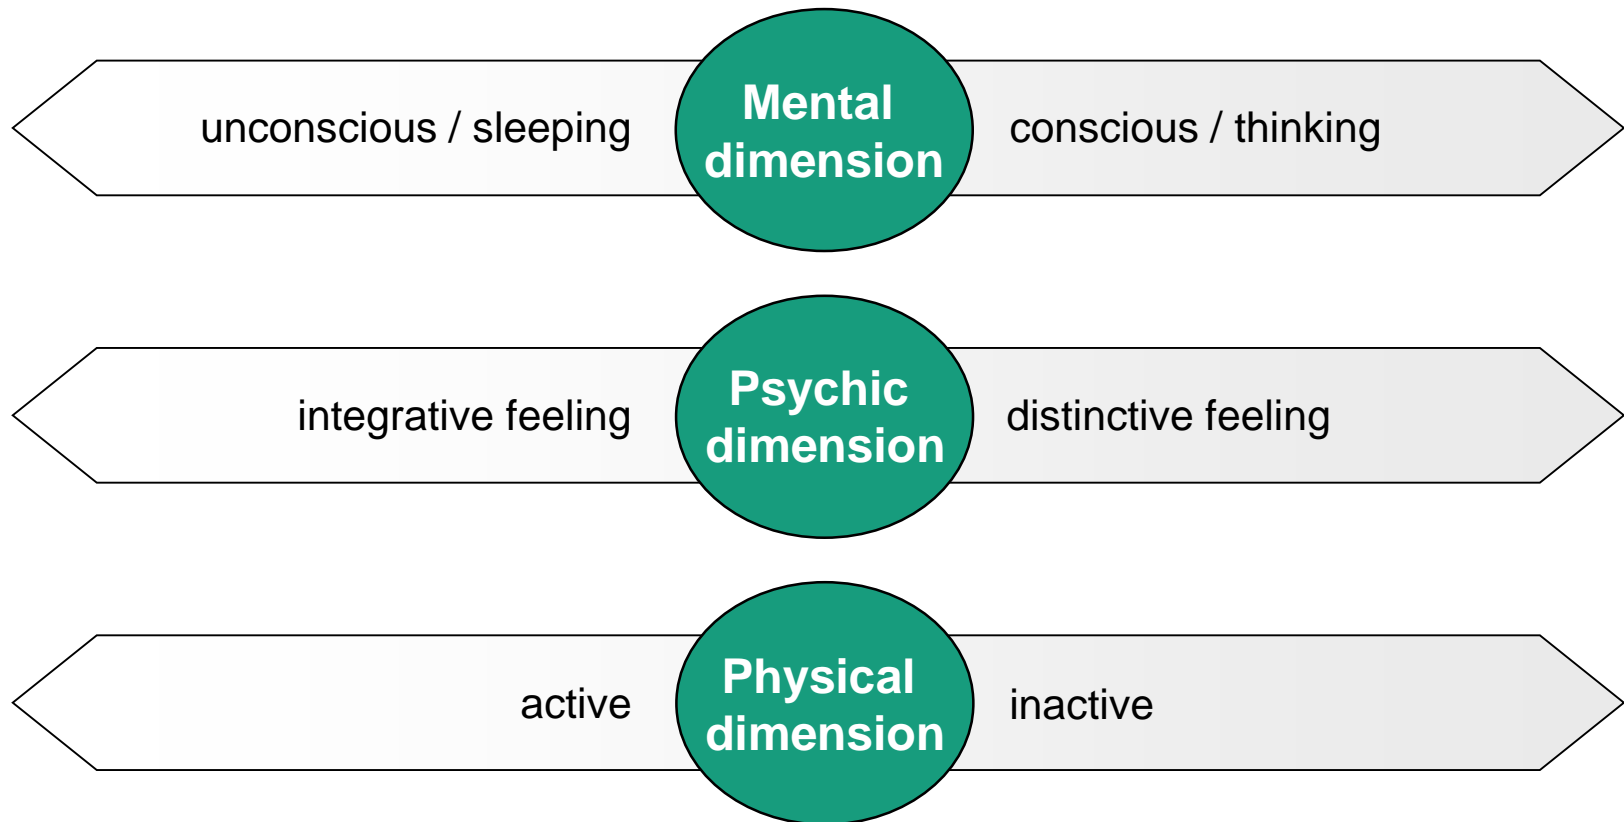 unconscious / sleeping
Mental
dimension
conscious / thinking
integrative feeling
Psychic
dimension
distinctive feeling
active
Physical
dimension
inactive